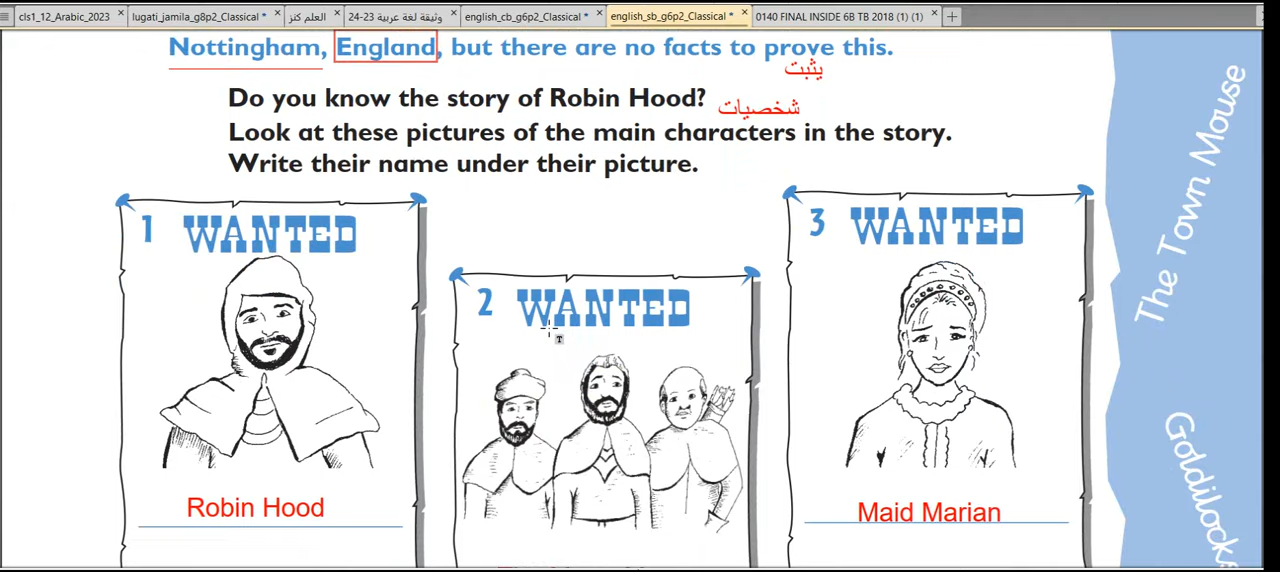 cls1_12_Arabic_2023 * lugati_jamila_g8p2_Classical * العلم كنز وثيقة لغة عربية 24-23 english_cb_g6p2_Classical * english_sb_g6p2_Classical * 0140 FINAL INSIDE 6B TB 2018 (1) (1)
Nottingham, England, but there are no facts to prove this.
يثبت
Do you know the story of Robin Hood?
شخصيات
Look at these pictures of the main characters in the story.
Write their name under their picture.
1 WANTED
Robin Hood
2 WANTED
3 WANTED
Maid Marian
The Town Mouse
Goldilocks